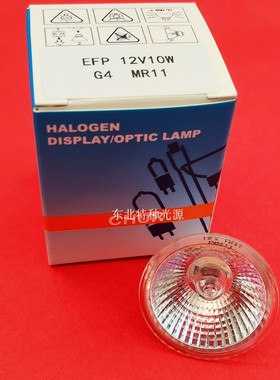 EFP 12V10W
G4 MR11
HALOGEN
DISPLAY/OPTIC LAMP
东北特种光源